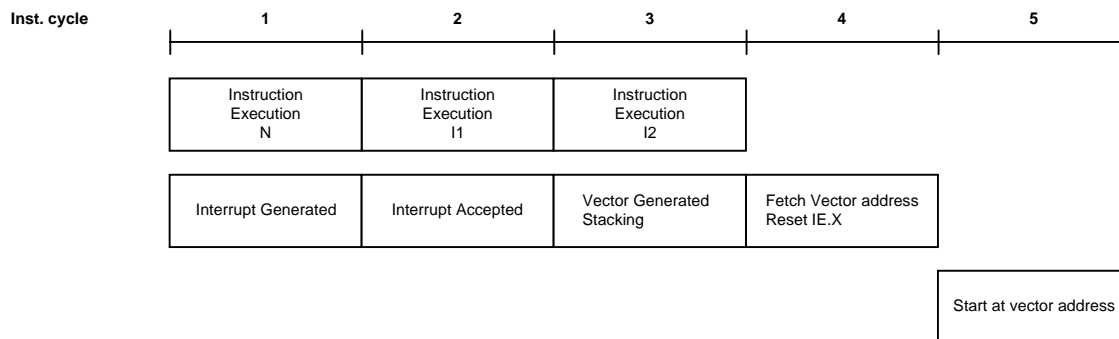 Inst. cycle 1 2 3 4 5
Instruction
Execution
N
Instruction
Execution
I1
Instruction
Execution
I2
Interrupt Generated
Interrupt Accepted
Vector Generated
Stacking
Fetch Vector address
Reset IE.X
Start at vector address